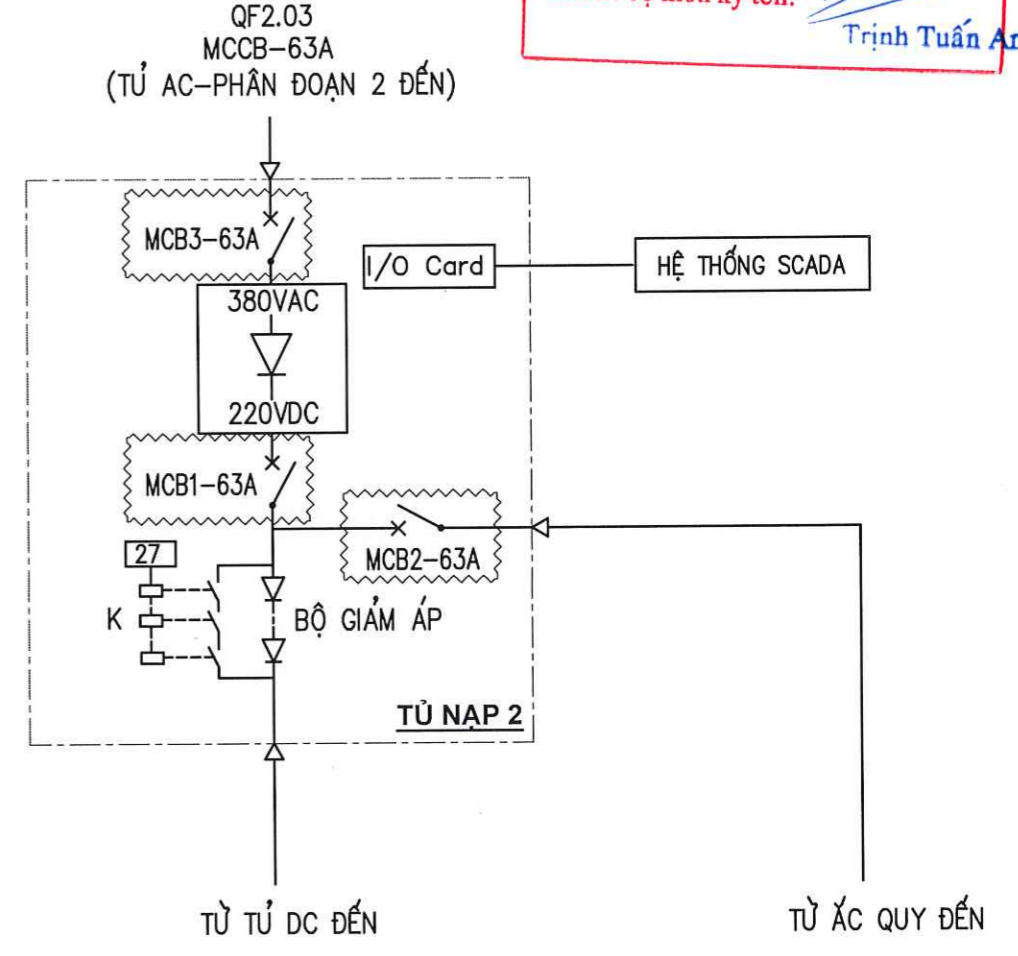 QF2.03
MCCB-63A
(TỦ AC-PHÂN ĐOẠN 2 ĐẾN)
ký tên:
Trịnh Tuấn
MCB3-63A
I/O Card
HỆ THỐNG SCADA
380VAC
220VDC
MCB1-63A
MCB2-63A
27
K
BỘ GIẢM ÁP
TỦ NẠP 2
TỪ TỦ DC ĐẾN
TỪ ẮC QUY ĐẾN